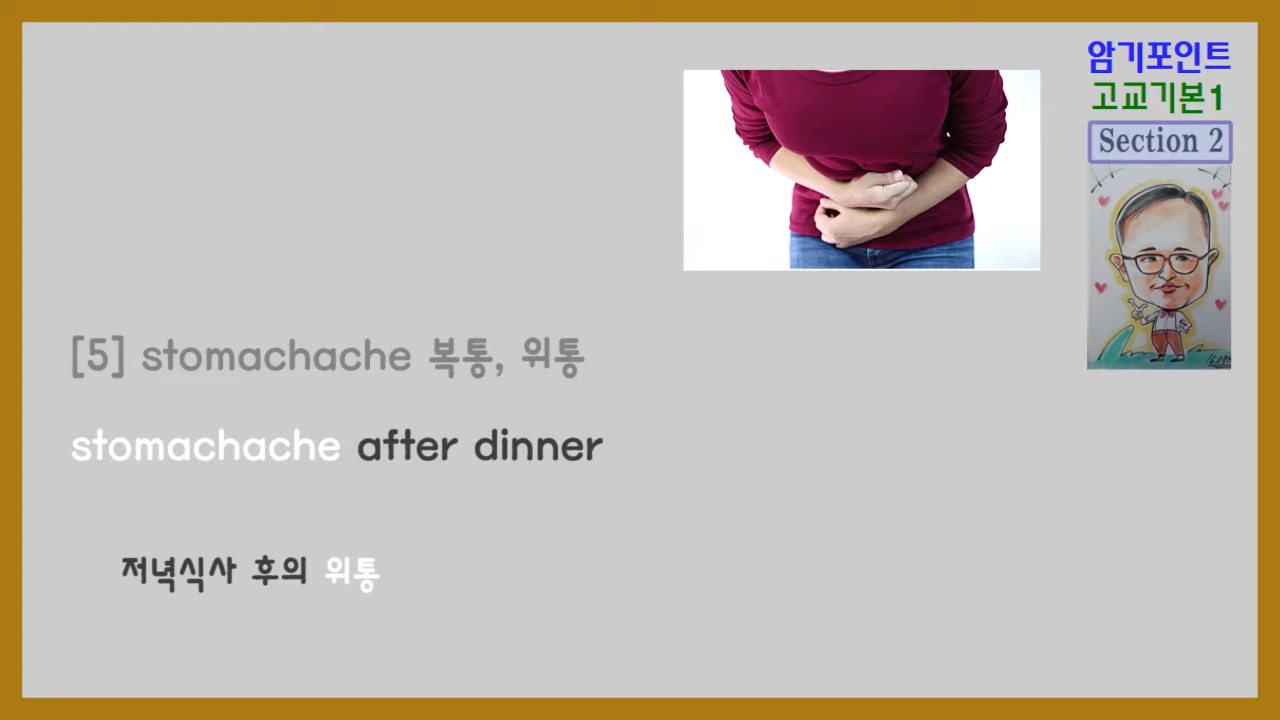 암기포인트
고교기본1
Section 2
[5] stomachache 복통, 위통
stomachache after dinner
저녁식사 후의 위통